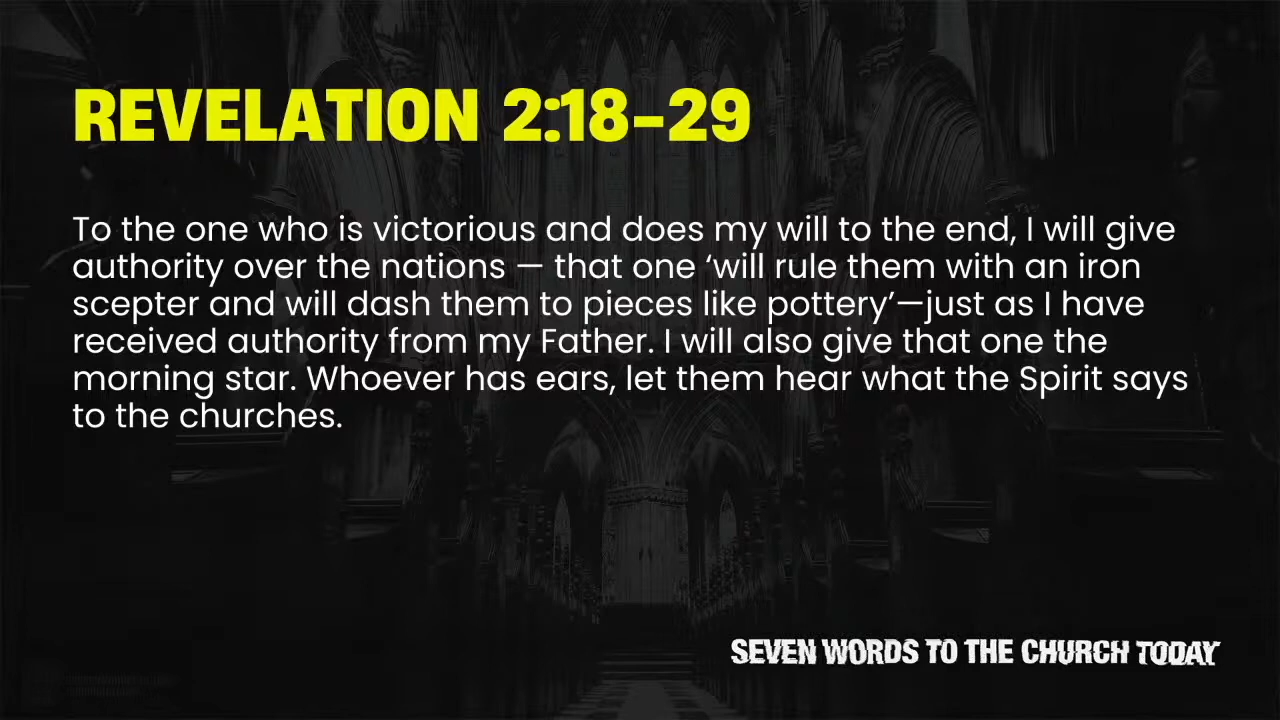 REVELATION 2:18–29
To the one who is victorious and does my will to the end, I will give
authority over the nations — that one ‘will rule them with an iron
scepter and will dash them to pieces like pottery’—just as I have
received authority from my Father. I will also give that one the
morning star. Whoever has ears, let them hear what the Spirit says
to the churches.
SEVEN WORDS TO THE CHURCH TODAY